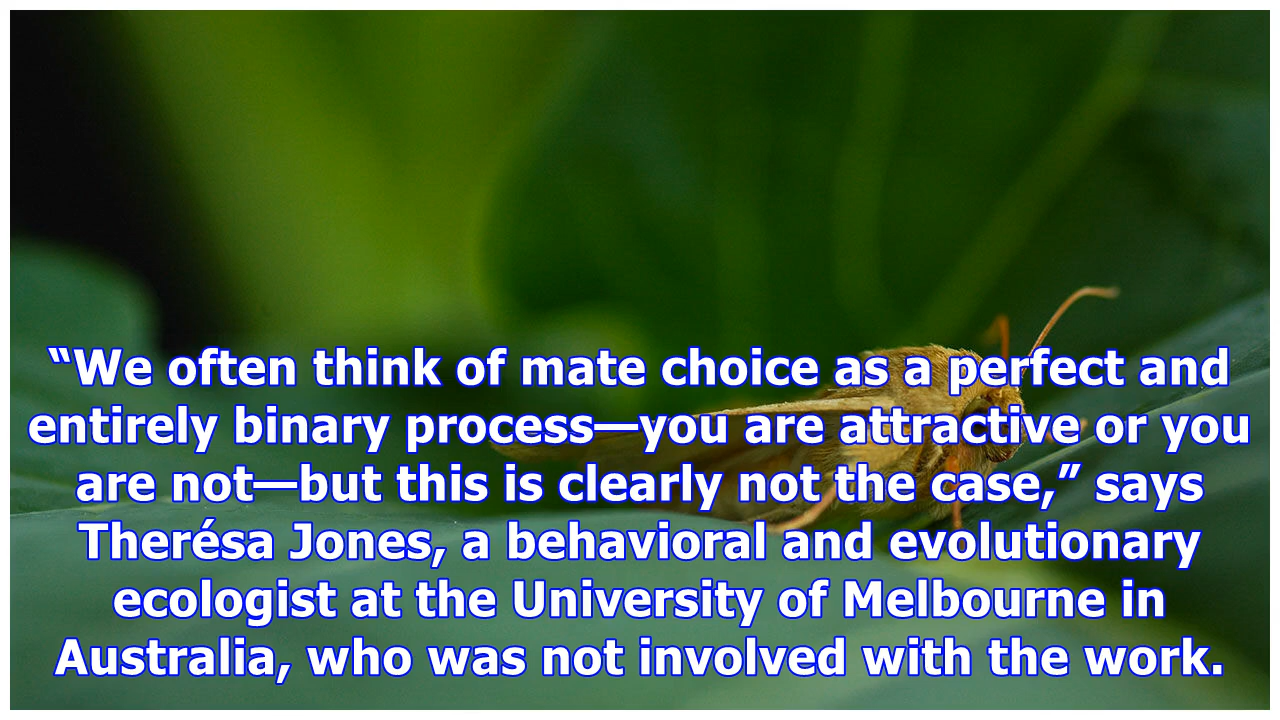 “We often think of mate choice as a perfect and
entirely binary process—you are attractive or you
are not—but this is clearly not the case,” says
Therésa Jones, a behavioral and evolutionary
ecologist at the University of Melbourne in
Australia, who was not involved with the work.